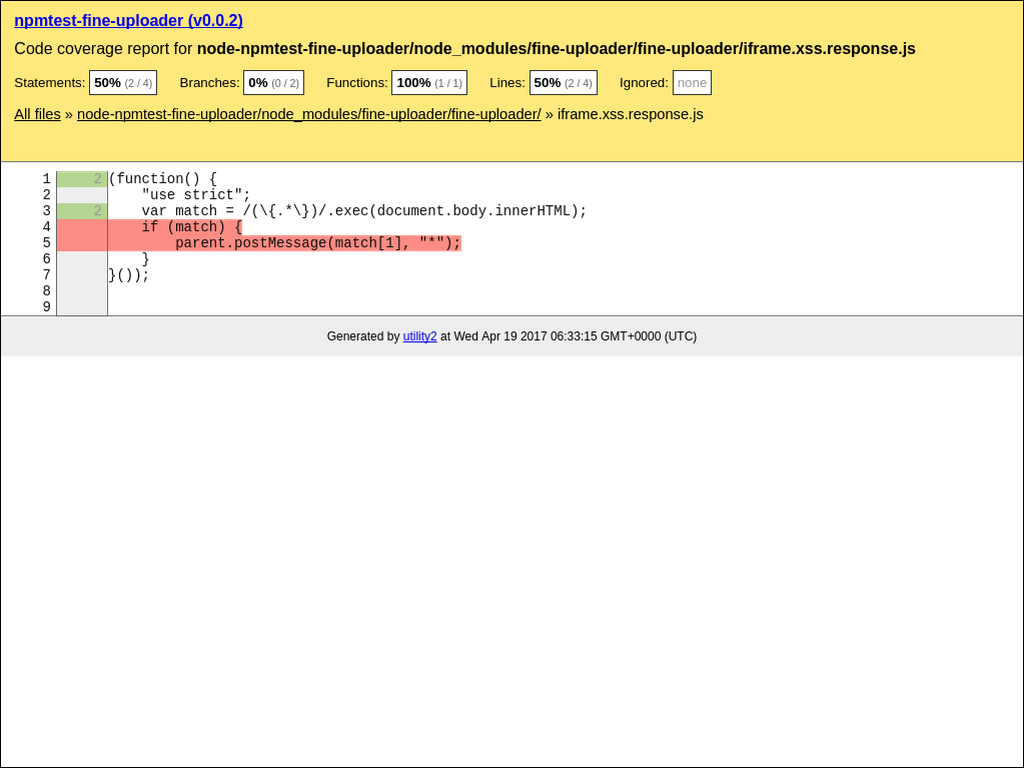 npmtest-fine-uploader (v0.0.2)
Code coverage report for node-npmtest-fine-uploader/node_modules/fine-uploader/fine-uploader/iframe.xss.response.js
Statements: 50% (2 / 4) Branches: 0% (0 / 2) Functions: 100% (1 / 1) Lines: 50% (2 / 4) Ignored: none
All files » node-npmtest-fine-uploader/node_modules/fine-uploader/fine-uploader/ » iframe.xss.response.js
1 2 (function() {
2 "use strict";
3 2 var match = /(\{.*\})/.exec(document.body.innerHTML);
4 if (match) {
5 parent.postMessage(match[1], "*");
6 }
7 }());
8
9
Generated by utility2 at Wed Apr 19 2017 06:33:15 GMT+0000 (UTC)